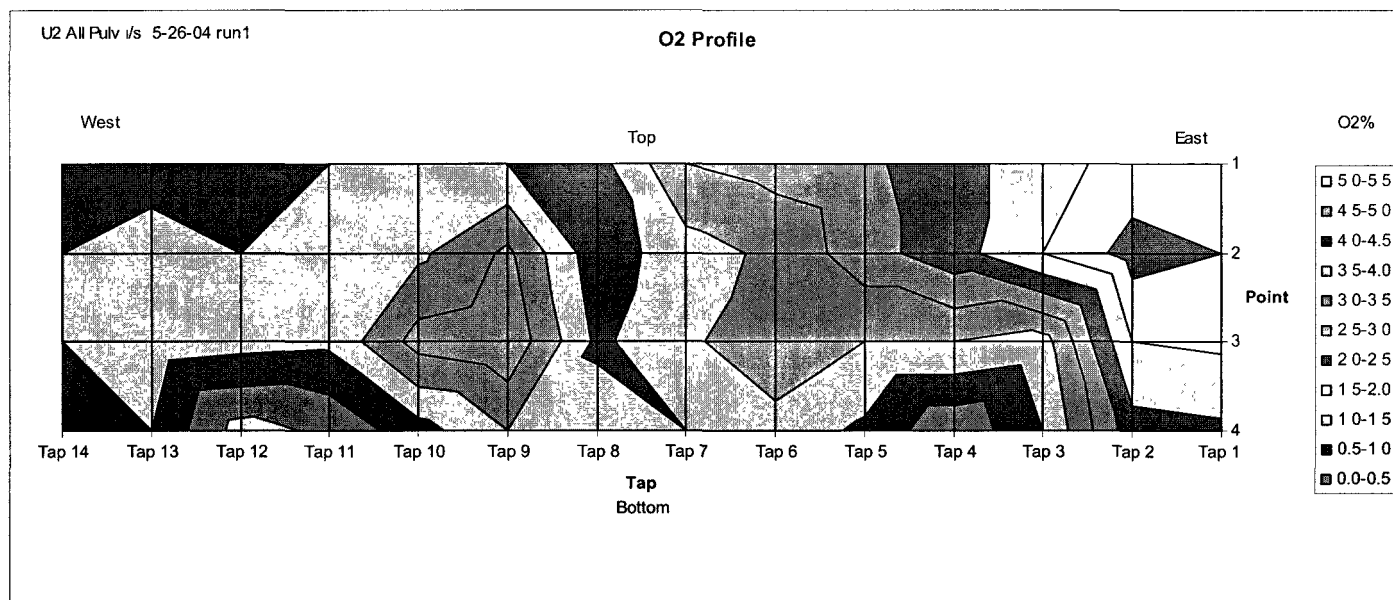 U2 All Pulv i/s 5-26-04 run1
O2 Profile
West
Top
East
O2%
1
2
3
4
Point
5 0-5 5
4 5-5 0
4 0-4.5
3 5-4.0
3 0-3 5
2 5-3 0
2 0-2 5
1 5-2.0
1 0-1 5
0.5-1 0
0.0-0.5
Tap 14 Tap 13 Tap 12 Tap 11 Tap 10 Tap 9 Tap 8 Tap 7 Tap 6 Tap 5 Tap 4 Tap 3 Tap 2 Tap 1
Tap
Bottom